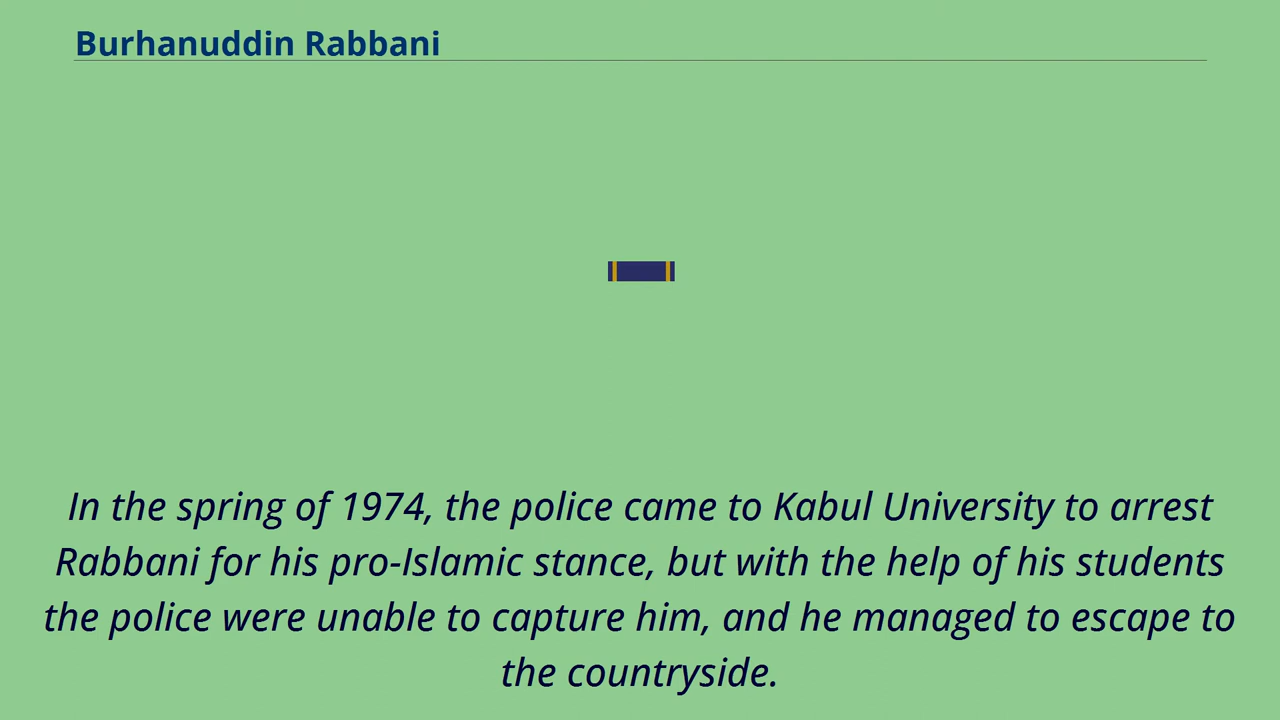 Burhanuddin Rabbani
In the spring of 1974, the police came to Kabul University to arrest
Rabbani for his pro-Islamic stance, but with the help of his students
the police were unable to capture him, and he managed to escape to
the countryside.